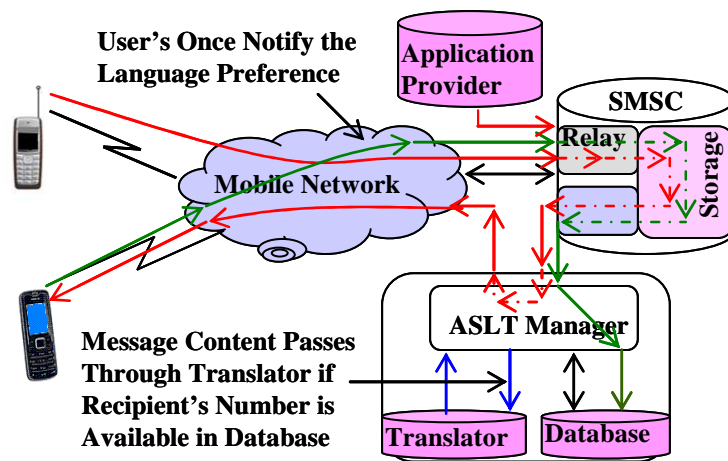 User's Once Notify the
Language Preference
Application
Provider
SMSC
Relay
Storage
Mobile Network
ASLT Manager
Message Content Passes
Through Translator if
Recipient's Number is
Available in Database
Translator
Database